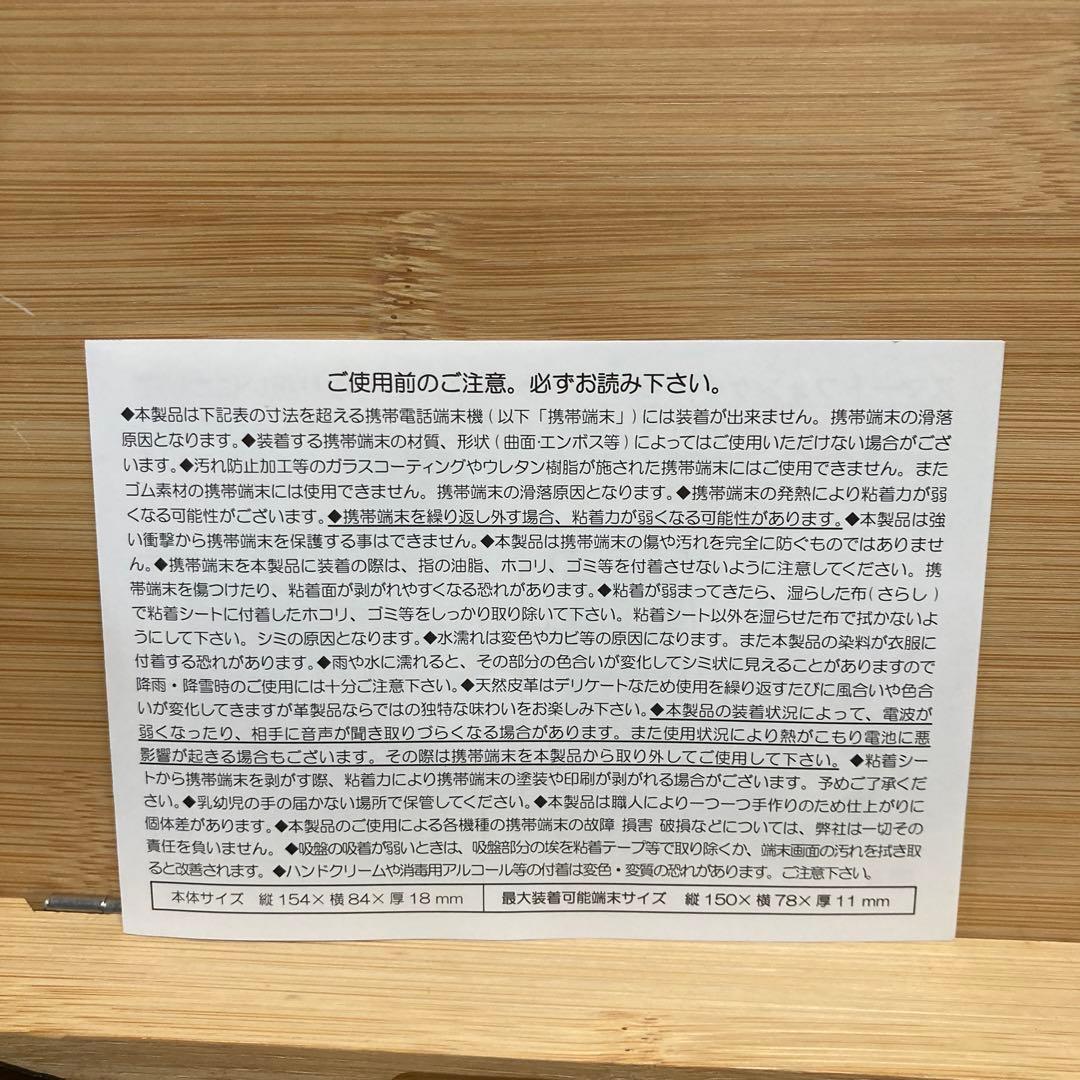 ご使用前のご注意。必ずお読み下さい。
◆本製品は下記表の寸法を超える携帯電話端末機(以下「携帯端末」)には装着が出来ません。携帯端末の滑落
原因となります。◆装着する携帯端末の材質、形状(曲面·エンボス等)によってはご使用いただけない場合がござ
います。◆汚れ防止加工等のガラスコーティングやウレタン樹脂が施された携帯端末にはご使用できません。また
ゴム素材の携帯端末には使用できません。携帯端末の滑落原因となります。◆携帯端末の発熱により粘着力が弱
くなる可能性がございます。◆携帯端末を繰り返し外す場合、粘着力が弱くなる可能性があります。◆本製品は強
い衝撃から携帯端末を保護する事はできません。◆本製品は携帯端末の傷や汚れを完全に防ぐものではありませ
ん。◆携帯端末を本製品に装着の際は、指の油脂、ホコリ、ゴミ等を付着させないように注意してください。携
帯端末を傷つけたり、粘着面が剥がれやすくなる恐れがあります。◆粘着が弱まってきたら、湿らした布(さらし)
で粘着シートに付着したホコリ、ゴミ等をしっかり取り除いて下さい。粘着シート以外を湿らせた布で拭かないよ
うにして下さい。シミの原因となります。◆水濡れは変色やカビ等の原因になります。また本製品の染料が衣服に
付着する恐れがあります。◆雨や水に濡れると、その部分の色合いが変化してシミ状に見えることがありますので
降雨・降雪時のご使用には十分ご注意下さい。◆天然皮革はデリケートなため使用を繰り返すたびに風合いや色合
いが変化してきますが革製品ならではの独特な味わいをお楽しみ下さい。◆本製品の装着状況によって、電波が
弱くなったり、相手に音声が聞き取りづらくなる場合があります。また使用状況により熱がこもり電池に悪
影響が起きる場合もございます。その際は携帯端末を本製品から取り外してご使用して下さい。◆粘着シー
トから携帯端末を剥がす際、粘着力により携帯端末の塗装や印刷が剥がれる場合がございます。予めご了承くだ
さい。◆乳幼児の手の届かない場所で保管してください。◆本製品は職人により一つ一つ手作りのため仕上がりに
個体差があります。◆本製品のご使用による各機種の携帯端末の故障 損害 破損などについては、弊社は一切その
責任を負いません。◆吸盤の吸着が弱いときは、吸盤部分の埃を粘着テープ等で取り除くか、端末画面の汚れを拭き取
ると改善されます。◆ハンドクリームや消毒用アルコール等の付着は変色・変質の恐れがあります。ご注意下さい。
本体サイズ 縦154×横84×厚18mm 最大装着可能端末サイズ 縦150×横78×厚11mm